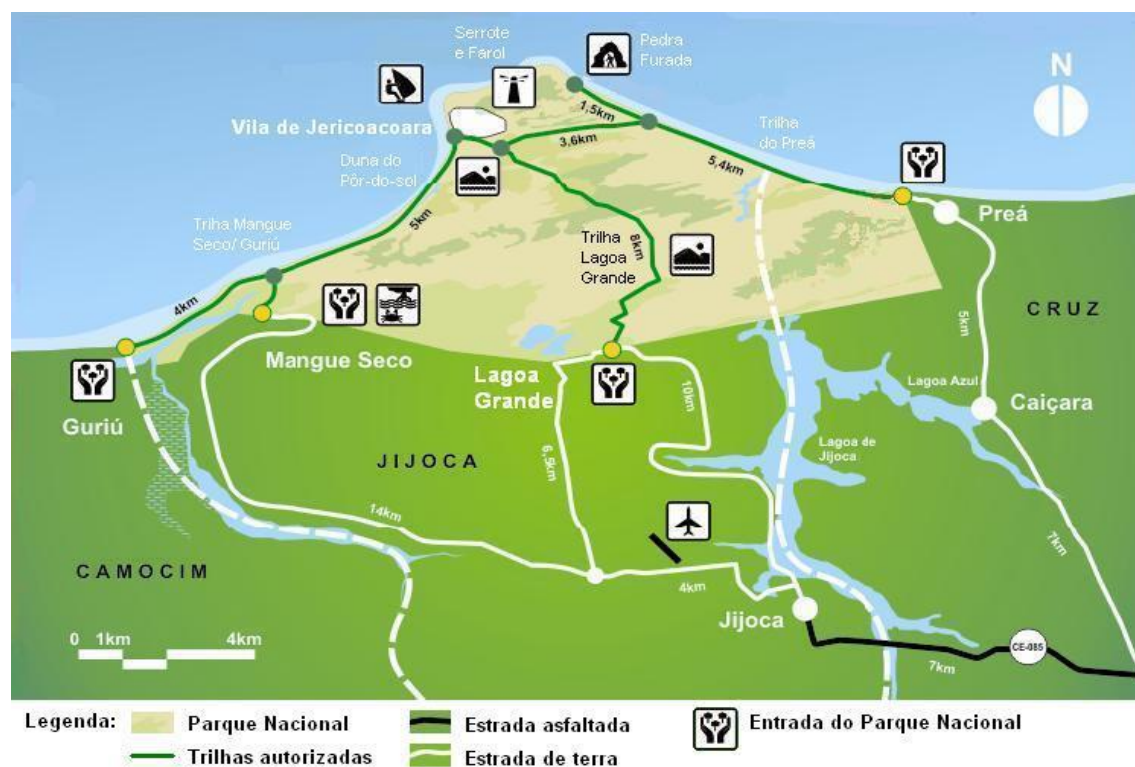 Serrote
e Farol
Pedra
Furada
N
1,5km
Vila de Jericoacoara
3,6km
Trilha
do Preá
Duna do
Pôr-do-sol
5,4km
Preá
Trilha Mangue
Seco/ Guriú
5km
Trilha
Lagoa
Grande
8km
4km
CRUZ
5km
Mangue Seco
Lagoa
Grande
10km
Lagoa Azul
Caiçara
Guriú
Lagoa de
Jijoca
JIJOCA
6,5km
14km
7km
CAMOCIM
4km
Jijoca
0 1km 4km
CE-085
7km
Legenda:
Parque Nacional
Estrada asfaltada
Entrada do Parque Nacional
Trilhas autorizadas
Estrada de terra